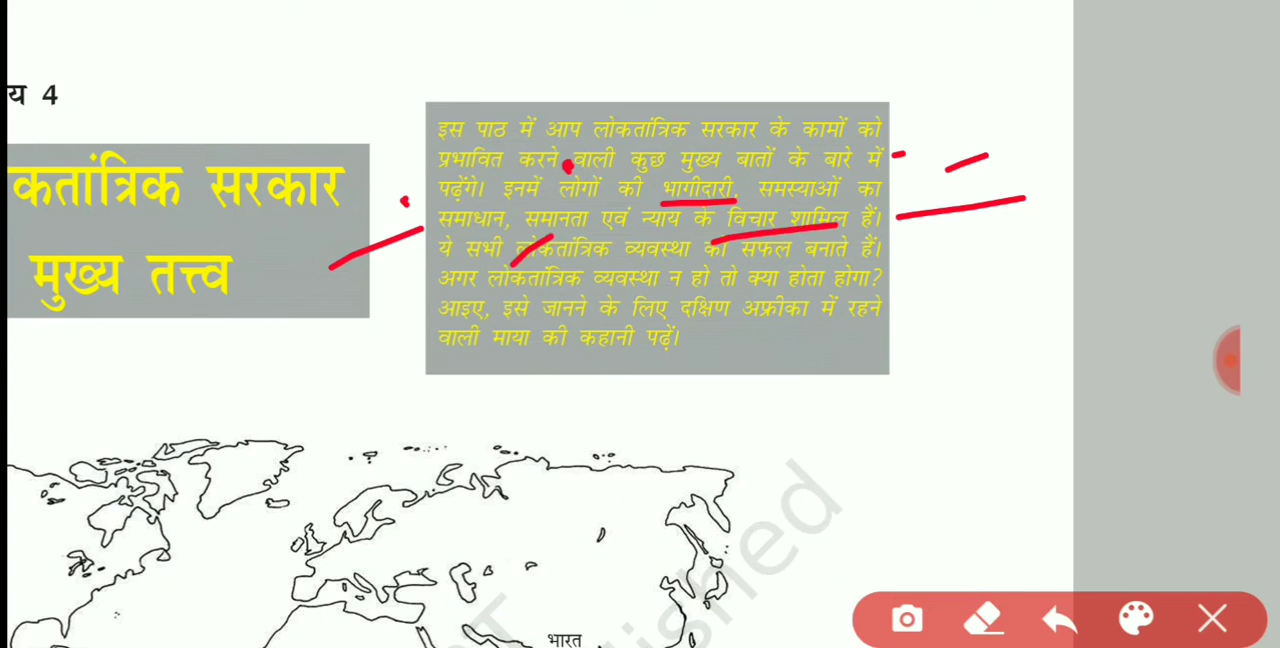 य 4
कतांत्रिक सरकार
मुख्य तत्त्व
इस पाठ में आप लोकतांत्रिक सरकार के कामों को
प्रभावित करने वाली कुछ मुख्य बातों के बारे में
पढ़ेंगे। इनमें लोगों की भागीदारी, समस्याओं का
समाधान, समानता एवं न्याय के विचार शामिल हैं।
ये सभी लोकतांत्रिक व्यवस्था को सफल बनाते हैं।
अगर लोकतांत्रिक व्यवस्था न हो तो क्या होता होगा?
आइए, इसे जानने के लिए दक्षिण अफ्रीका में रहने
वाली माया की कहानी पढ़ें।
भारत